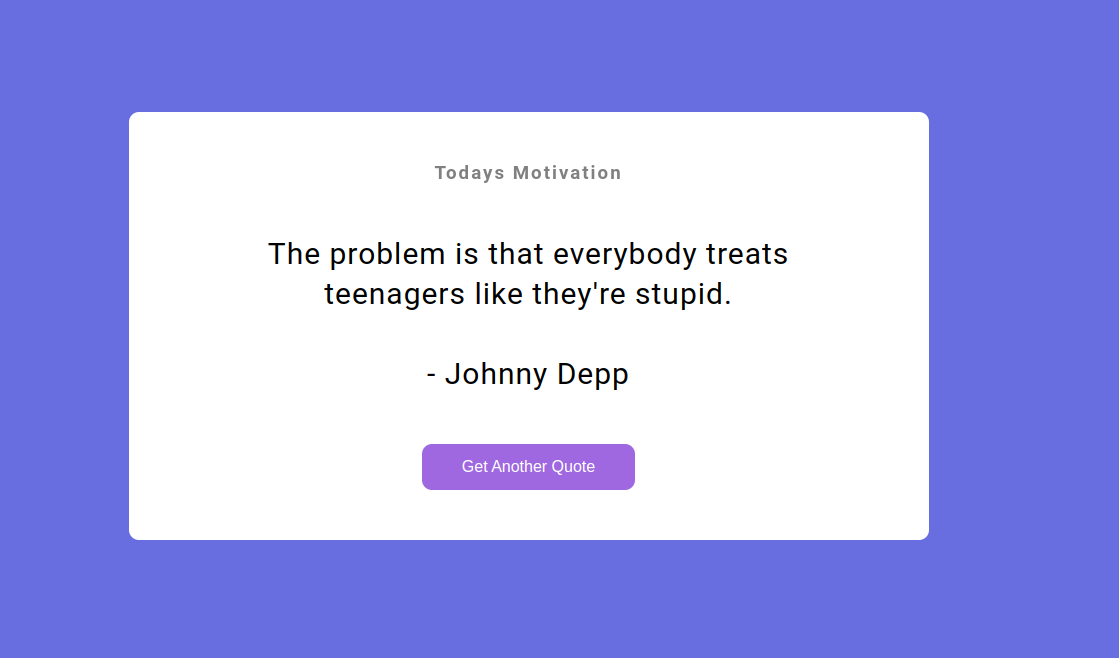 Todays Motivation
The problem is that everybody treats
teenagers like they're stupid.
- Johnny Depp
Get Another Quote